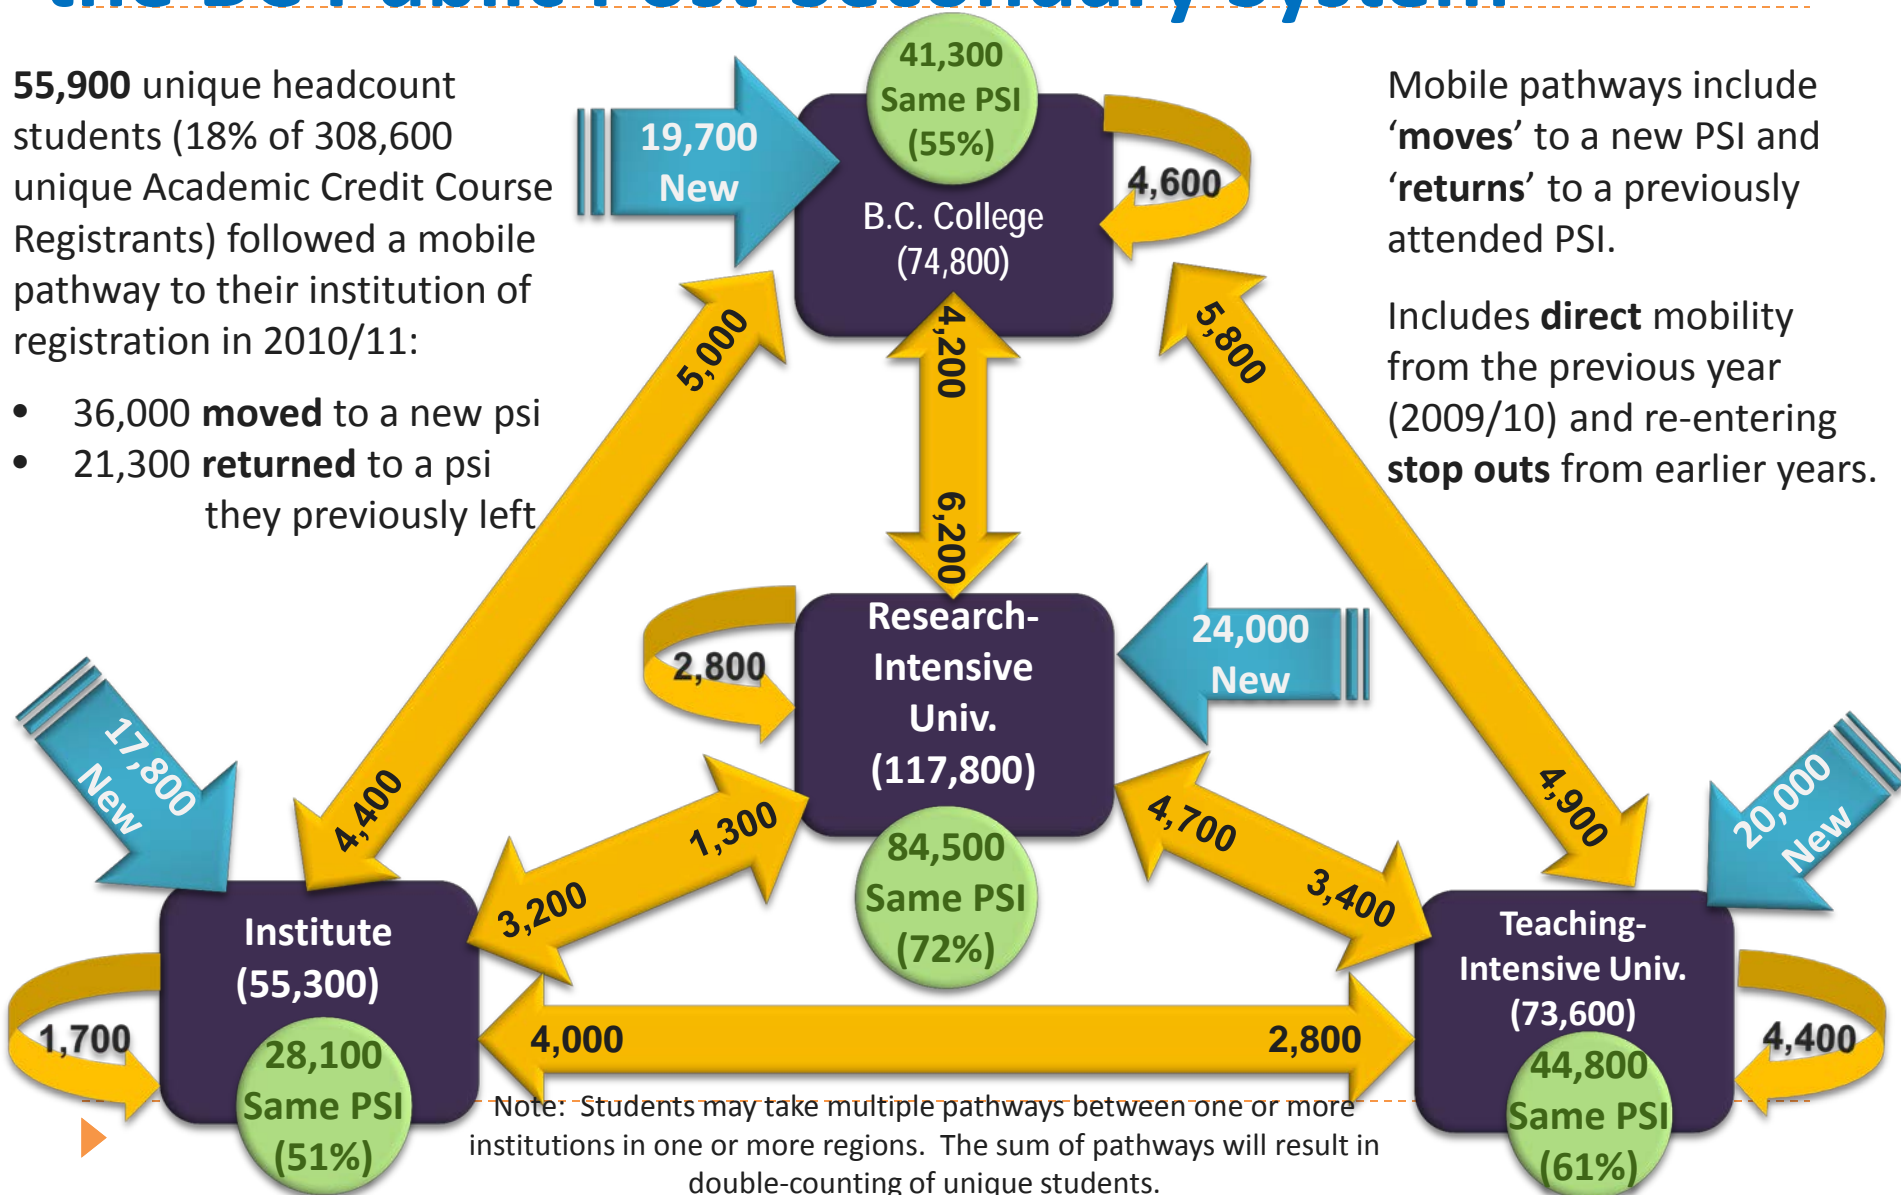 the BC Public Post-Secondary System
55,900 unique headcount
students (18% of 308,600
unique Academic Credit Course
Registrants) followed a mobile
pathway to their institution of
registration in 2010/11:
• 36,000 moved to a new psi
• 21,300 returned to a psi
they previously left
19,700
New
41,300
Same PSI
(55%)
B.C. College
(74,800)
4,600
Mobile pathways include
‘moves’ to a new PSI and
‘returns’ to a previously
attended PSI.
Includes direct mobility
from the previous year
(2009/10) and re-entering
stop outs from earlier years.
5,000
4,400
4,200
6,200
5,800
4,900
2,800
Research-
Intensive
Univ.
(117,800)
84,500
Same PSI
(72%)
24,000
New
17,800
New
1,300
3,200
4,700
3,400
20,000
New
Institute
(55,300)
28,100
Same PSI
(51%)
1,700
4,000
2,800
Teaching-
Intensive Univ.
(73,600)
44,800
Same PSI
(61%)
4,400
Note: Students may take multiple pathways between one or more
institutions in one or more regions. The sum of pathways will result in
double-counting of unique students.